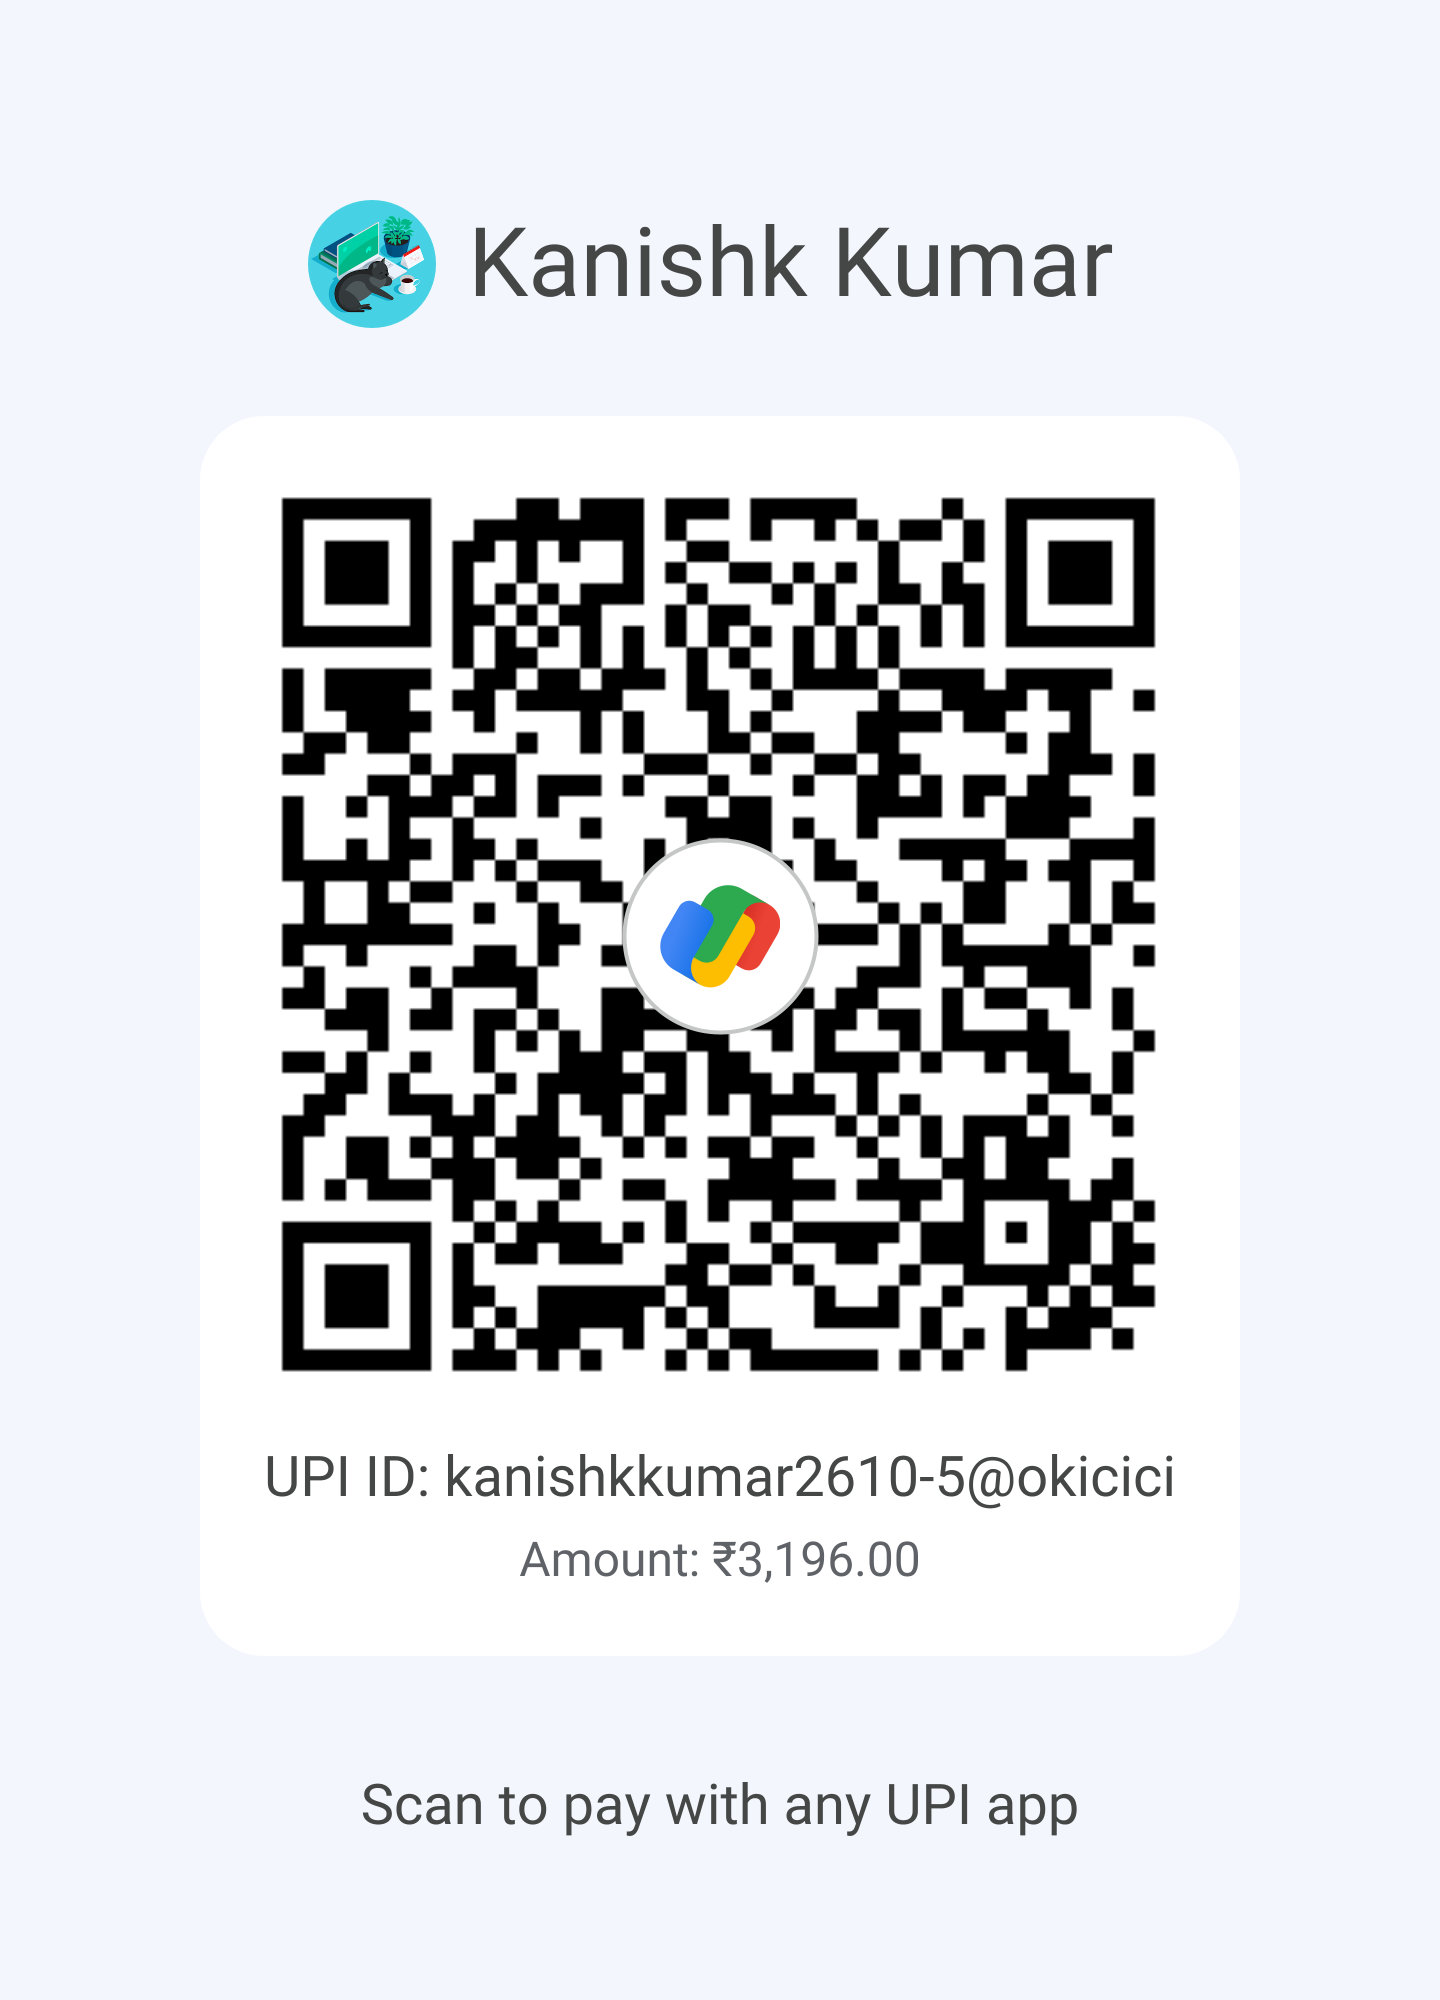 Kanishk Kumar
UPI ID: kanishkkumar2610-5@okicici
Amount: ₹3,196.00
Scan to pay with any UPI app